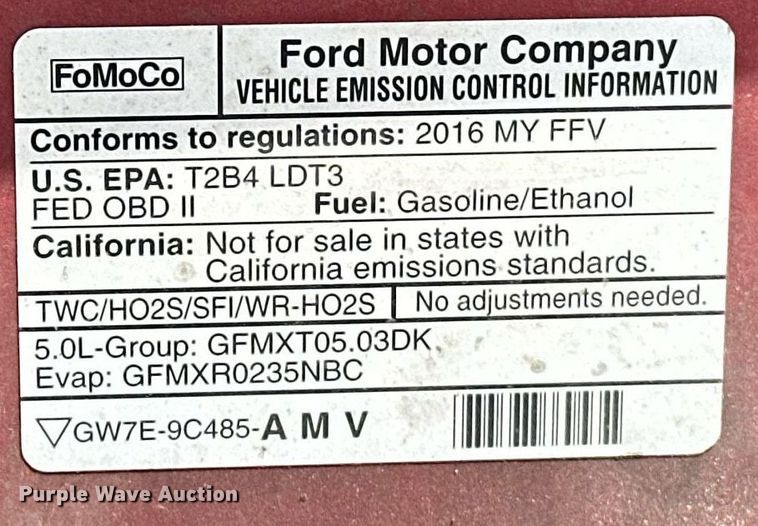 FoMoCo
Ford Motor Company
VEHICLE EMISSION CONTROL INFORMATION
Conforms to regulations: 2016 MY FFV
U.S. EPA: T2B4 LDT3
FED OBD II Fuel: Gasoline/Ethanol
California: Not for sale in states with
California emissions standards.
TWC/HO2S/SFI/WR-HO2S No adjustments needed.
5.0L-Group: GFMXT05.03DK
Evap: GFMXR0235NBC
GW7E-9C485-A M V
Purple Wave Auction